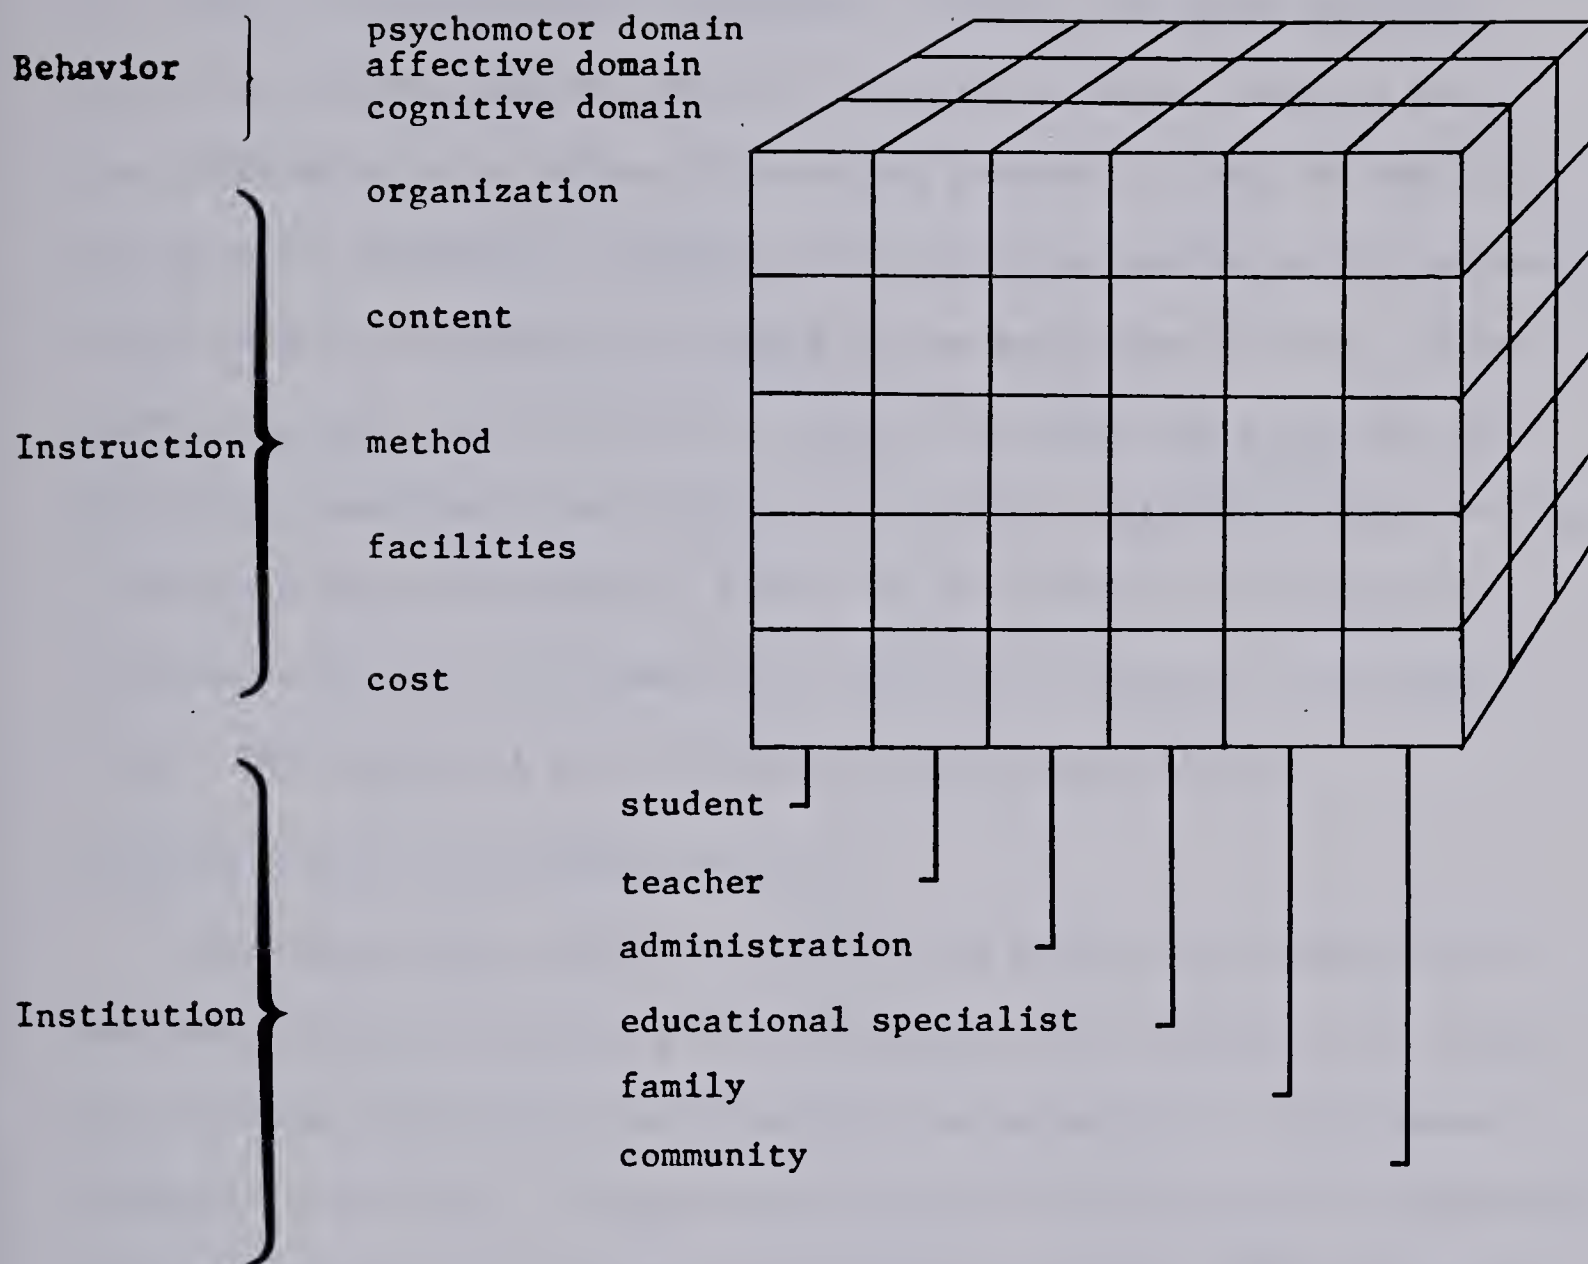 psychomotor domain
Behavior affective domain
cognitive domain
organization
content
Instruction method
facilities
cost
student
teacher
administration
Institution educational specialist
family
community